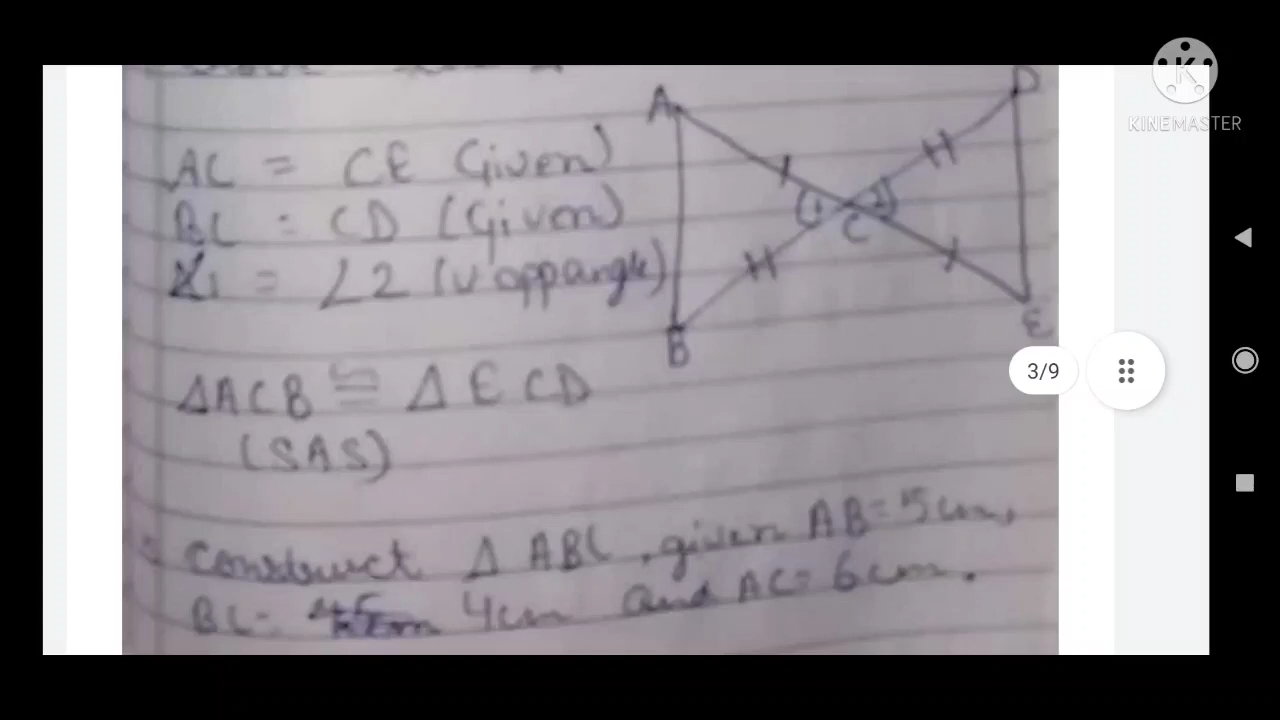 AC = CE (Given)
BC = CD (Given)
∠1 = ∠2 (V opp angle)
ΔACB ≅ ΔECD
(SAS)
Construct Δ ABC, given AB = 5cm,
BC = 4cm and AC = 6cm.
A
B
C
D
E
1
2
3/9
K
KINEMASTER